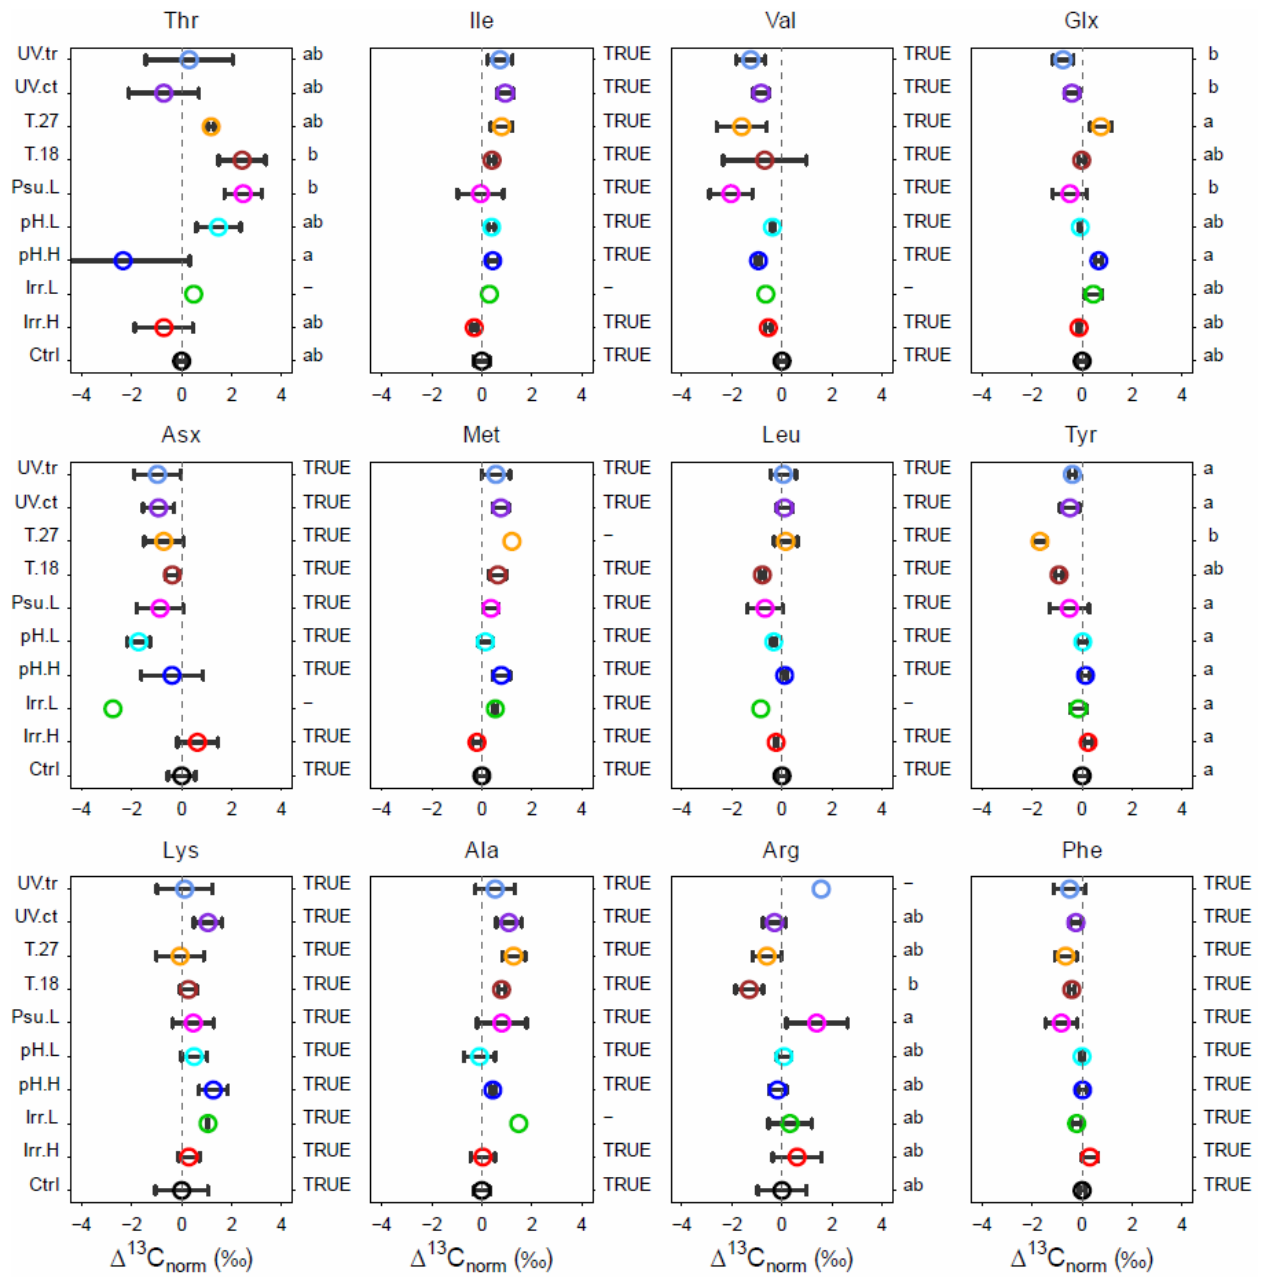 Thr Ile Val Glx
UV.tr ab TRUE TRUE b
UV.ct ab TRUE TRUE b
T.27 ab TRUE TRUE a
T.18 b TRUE TRUE ab
Psu.L b TRUE TRUE b
pH.L ab TRUE TRUE ab
pH.H a TRUE TRUE a
Irr.L – – – ab
Irr.H ab TRUE TRUE ab
Ctrl ab TRUE TRUE ab
−4 −2 0 2 4 −4 −2 0 2 4 −4 −2 0 2 4 −4 −2 0 2 4
Asx Met Leu Tyr
UV.tr TRUE TRUE TRUE a
UV.ct TRUE TRUE TRUE a
T.27 TRUE – TRUE b
T.18 TRUE TRUE TRUE ab
Psu.L TRUE TRUE TRUE a
pH.L TRUE TRUE TRUE a
pH.H TRUE TRUE TRUE a
Irr.L – TRUE – a
Irr.H TRUE TRUE TRUE a
Ctrl TRUE TRUE TRUE a
−4 −2 0 2 4 −4 −2 0 2 4 −4 −2 0 2 4 −4 −2 0 2 4
Lys Ala Arg Phe
UV.tr TRUE TRUE – TRUE
UV.ct TRUE TRUE ab TRUE
T.27 TRUE TRUE ab TRUE
T.18 TRUE TRUE b TRUE
Psu.L TRUE TRUE a TRUE
pH.L TRUE TRUE ab TRUE
pH.H TRUE TRUE ab TRUE
Irr.L TRUE – ab TRUE
Irr.H TRUE TRUE ab TRUE
Ctrl TRUE TRUE ab TRUE
−4 −2 0 2 4 −4 −2 0 2 4 −4 −2 0 2 4 −4 −2 0 2 4
Δ¹³Cnorm (‰) Δ¹³Cnorm (‰) Δ¹³Cnorm (‰) Δ¹³Cnorm (‰)